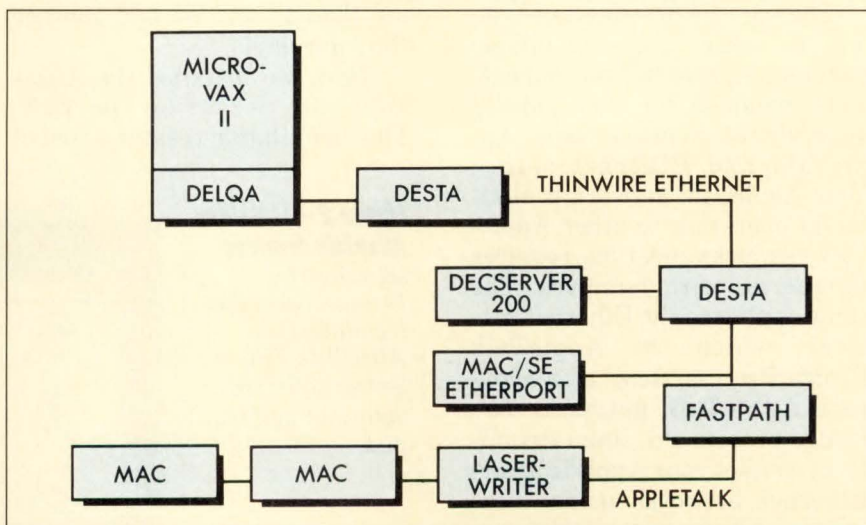 MICRO-
VAX
II
DELQA
DESTA
THINWIRE ETHERNET
DECSERVER
200
DESTA
MAC/SE
ETHERPORT
FASTPATH
MAC
MAC
LASER-
WRITER
APPLETALK